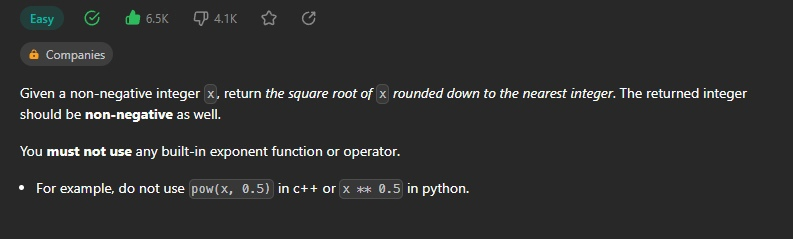 Easy 6.5K 4.1K
Companies
Given a non-negative integer x, return the square root of x rounded down to the nearest integer. The returned integer
should be non-negative as well.
You must not use any built-in exponent function or operator.
• For example, do not use pow(x, 0.5) in c++ or x ** 0.5 in python.